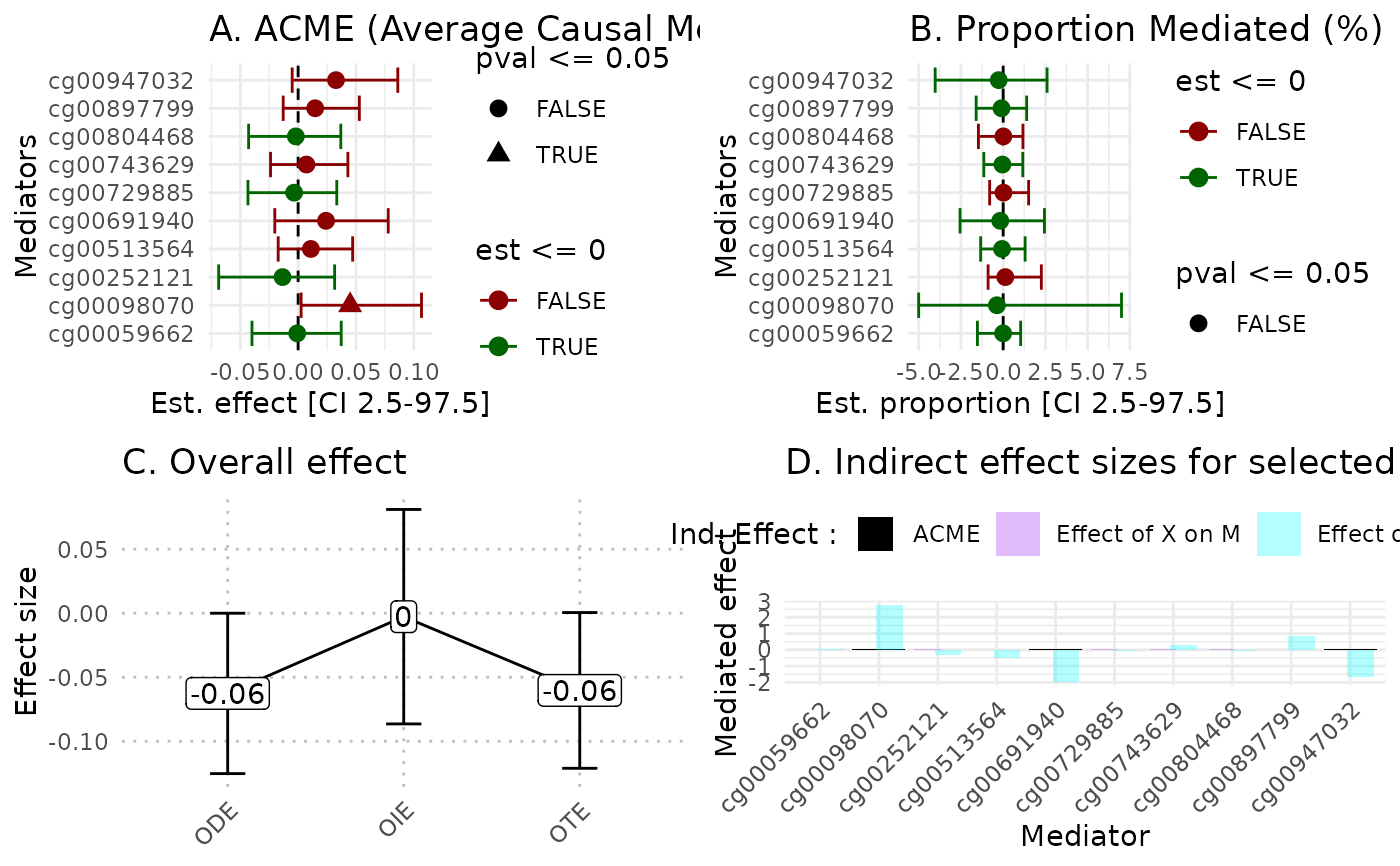 A. ACME (Average Causal Me
pval <= 0.05
FALSE
TRUE
est <= 0
FALSE
TRUE
Mediators
cg00947032
cg00897799
cg00804468
cg00743629
cg00729885
cg00691940
cg00513564
cg00252121
cg00098070
cg00059662
-0.05 0.00 0.05 0.10
Est. effect [CI 2.5-97.5]
B. Proportion Mediated (%)
est <= 0
FALSE
TRUE
pval <= 0.05
FALSE
Mediators
cg00947032
cg00897799
cg00804468
cg00743629
cg00729885
cg00691940
cg00513564
cg00252121
cg00098070
cg00059662
-5.0 -2.5 0.0 2.5 5.0 7.5
Est. proportion [CI 2.5-97.5]
C. Overall effect
Effect size
0.05
0.00
-0.05
-0.10
-0.06
0
-0.06
ODE
OIE
OTE
D. Indirect effect sizes for selected
Ind. Effect :
ACME
Effect of X on M
Effect o
Mediated effect
3
2
1
0
-1
-2
cg00059662
cg00098070
cg00252121
cg00513564
cg00691940
cg00729885
cg00743629
cg00804468
cg00897799
cg00947032
Mediator